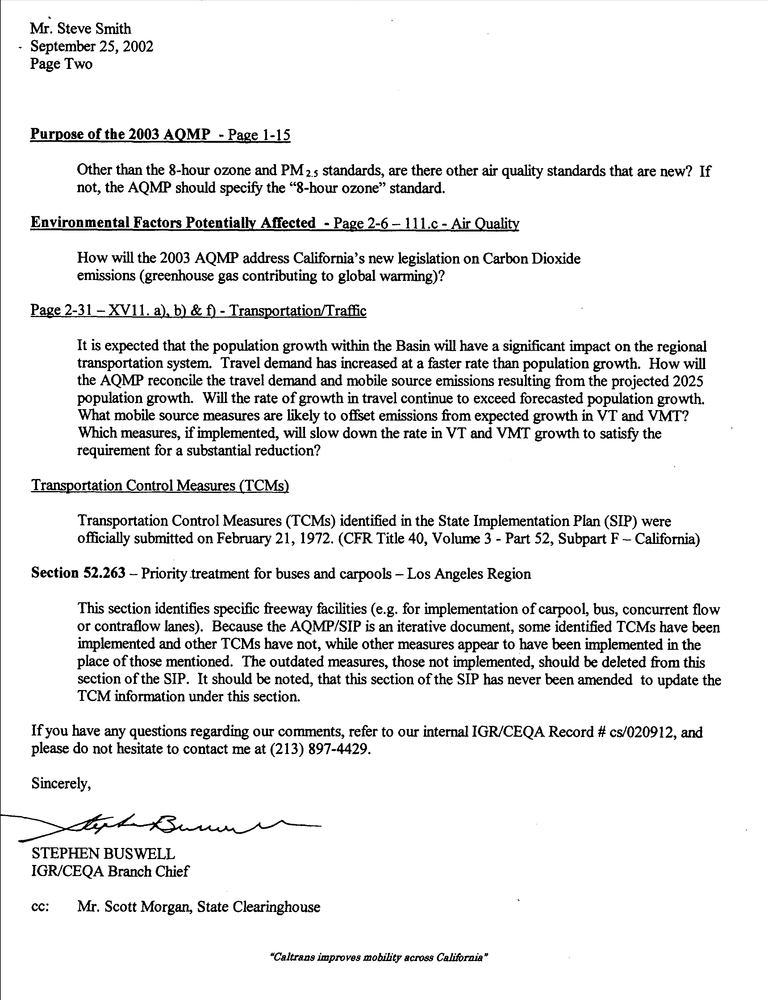 Mr. Steve Smith
September 25, 2002
Page Two
Purpose of the 2003 AQMP - Page 1-15
Other than the 8-hour ozone and PM 2.5 standards, are there other air quality standards that are new? If
not, the AQMP should specify the “8-hour ozone” standard.
Environmental Factors Potentially Affected - Page 2-6 – 111.c - Air Quality
How will the 2003 AQMP address California's new legislation on Carbon Dioxide
emissions (greenhouse gas contributing to global warming)?
Page 2-31 – XV11. a), b) & f) - Transportation/Traffic
It is expected that the population growth within the Basin will have a significant impact on the regional
transportation system. Travel demand has increased at a faster rate than population growth. How will
the AQMP reconcile the travel demand and mobile source emissions resulting from the projected 2025
population growth. Will the rate of growth in travel continue to exceed forecasted population growth.
What mobile source measures are likely to offset emissions from expected growth in VT and VMT?
Which measures, if implemented, will slow down the rate in VT and VMT growth to satisfy the
requirement for a substantial reduction?
Transportation Control Measures (TCMs)
Transportation Control Measures (TCMs) identified in the State Implementation Plan (SIP) were
officially submitted on February 21, 1972. (CFR Title 40, Volume 3 - Part 52, Subpart F – California)
Section 52.263 – Priority treatment for buses and carpools – Los Angeles Region
This section identifies specific freeway facilities (e.g. for implementation of carpool, bus, concurrent flow
or contraflow lanes). Because the AQMP/SIP is an iterative document, some identified TCMs have been
implemented and other TCMs have not, while other measures appear to have been implemented in the
place of those mentioned. The outdated measures, those not implemented, should be deleted from this
section of the SIP. It should be noted, that this section of the SIP has never been amended to update the
TCM information under this section.
If you have any questions regarding our comments, refer to our internal IGR/CEQA Record # cs/020912, and
please do not hesitate to contact me at (213) 897-4429.
Sincerely,
Stephen Buswell
STEPHEN BUSWELL
IGR/CEQA Branch Chief
cc: Mr. Scott Morgan, State Clearinghouse
“Caltrans improves mobility across California”